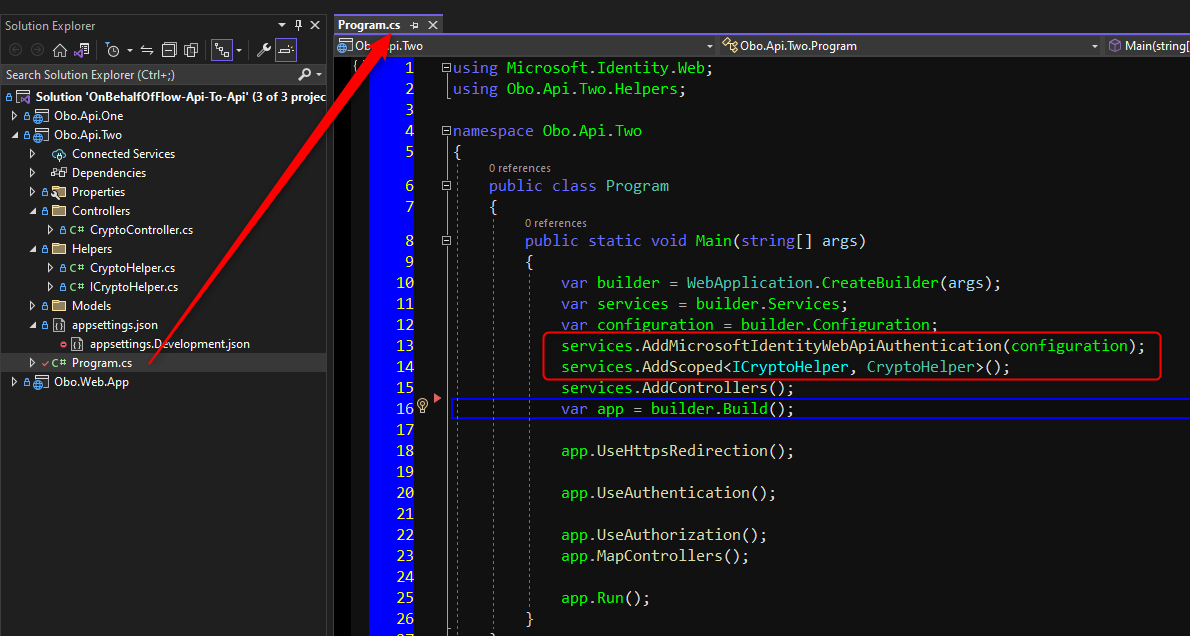 Solution Explorer
Search Solution Explorer (Ctrl+;)
Solution 'OnBehalfOfFlow-Api-To-Api' (3 of 3 projec
Obo.Api.One
Obo.Api.Two
Connected Services
Dependencies
Properties
Controllers
C# CryptoController.cs
Helpers
C# CryptoHelper.cs
C# ICryptoHelper.cs
Models
appsettings.json
appsettings.Development.json
C# Program.cs
Obo.Web.App
Program.cs
Obo.Api.Two
Obo.Api.Two.Program
Main(string[
1 using Microsoft.Identity.Web;
2 using Obo.Api.Two.Helpers;
3
4 namespace Obo.Api.Two
5 {
0 references
6 public class Program
7 {
0 references
8 public static void Main(string[] args)
9 {
10 var builder = WebApplication.CreateBuilder(args);
11 var services = builder.Services;
12 var configuration = builder.Configuration;
13 services.AddMicrosoftIdentityWebApiAuthentication(configuration);
14 services.AddScoped<ICryptoHelper, CryptoHelper>();
15 services.AddControllers();
16 var app = builder.Build();
17
18 app.UseHttpsRedirection();
19
20 app.UseAuthentication();
21
22 app.UseAuthorization();
23 app.MapControllers();
24
25 app.Run();
26 }
27 }